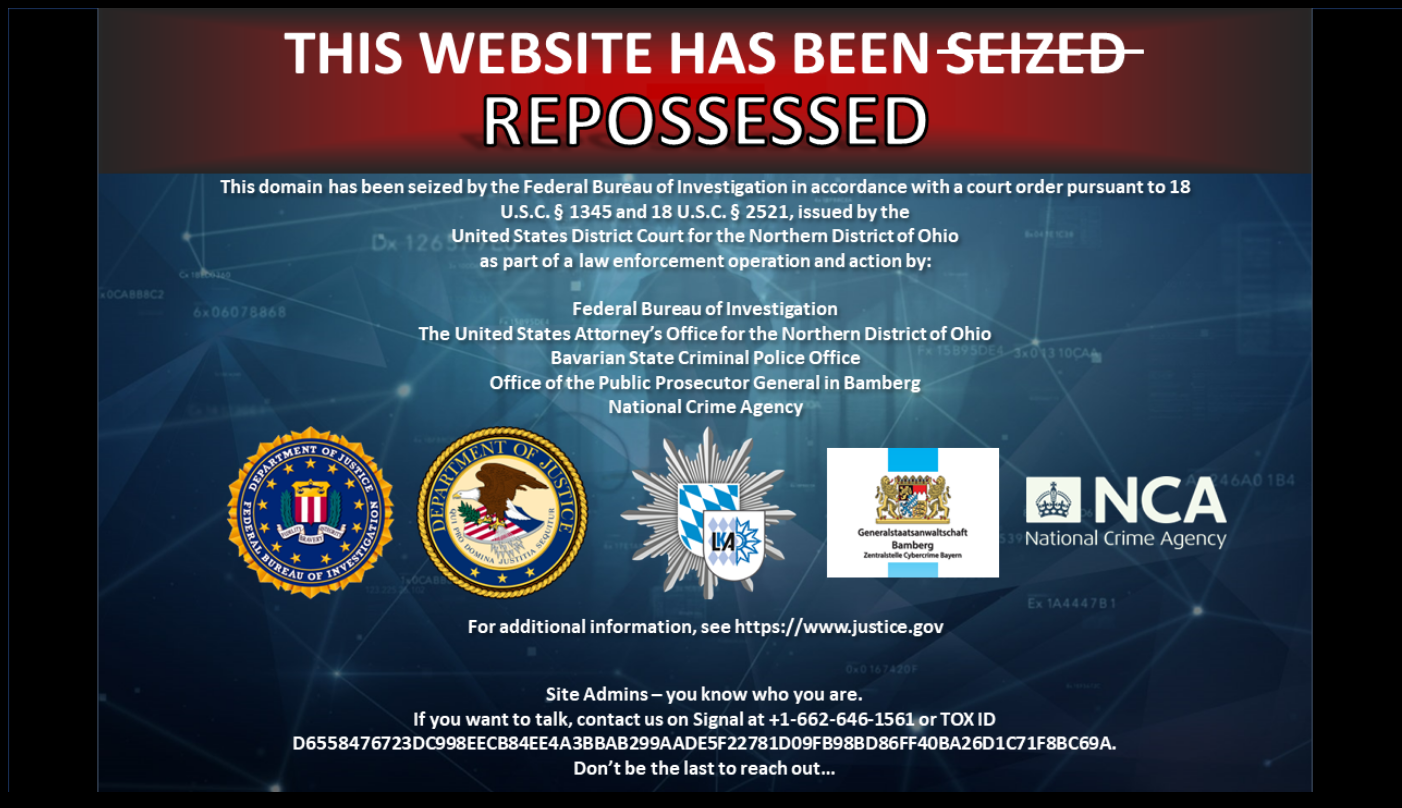 THIS WEBSITE HAS BEEN SEIZED
REPOSSESSED
This domain has been seized by the Federal Bureau of Investigation in accordance with a court order pursuant to 18
U.S.C. § 1345 and 18 U.S.C. § 2521, issued by the
United States District Court for the Northern District of Ohio
as part of a law enforcement operation and action by:
Federal Bureau of Investigation
The United States Attorney’s Office for the Northern District of Ohio
Bavarian State Criminal Police Office
Office of the Public Prosecutor General in Bamberg
National Crime Agency
DEPARTMENT OF JUSTICE
FEDERAL BUREAU OF INVESTIGATION
FIDELITY BRAVERY INTEGRITY
DEPARTMENT OF JUSTICE
QUI PRO DOMINA JUSTITIA SEQUITUR
LKA
Generalstaatsanwaltschaft
Bamberg
Zentralstelle Cybercrime Bayern
NCA
National Crime Agency
For additional information, see https://www.justice.gov
Site Admins – you know who you are.
If you want to talk, contact us on Signal at +1-662-646-1561 or TOX ID
D6558476723DC998EECB84EE4A3BBAB299AADE5F22781D09FB98BD86FF40BA26D1C71F8BC69A.
Don’t be the last to reach out...
6x06078868
Ex 1A4447B1